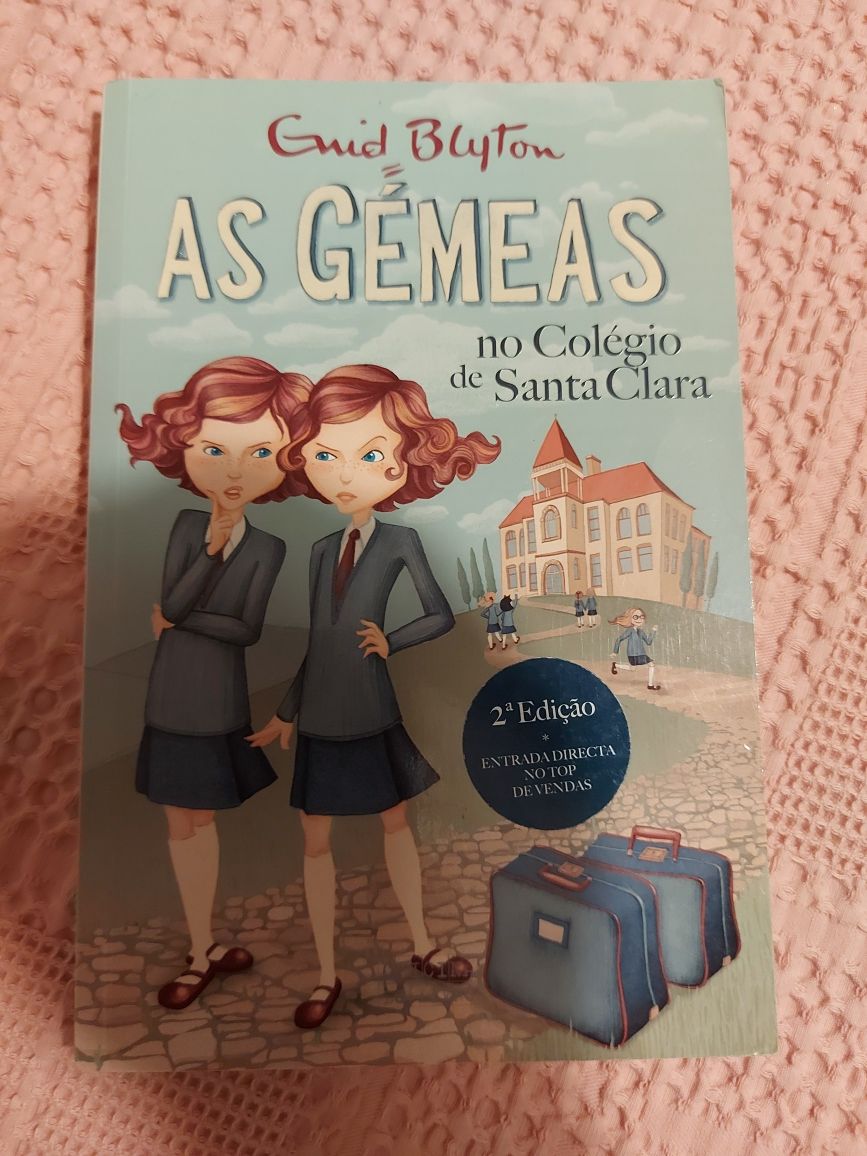 Enid Blyton
AS GÉMEAS
no Colégio
de Santa Clara
2ª Edição
*
ENTRADA DIRECTA
NO TOP
DE VENDAS